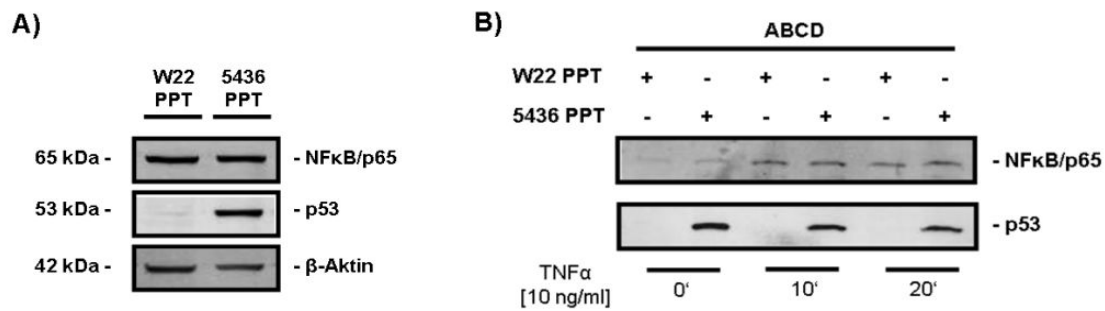 A)
W22 PPT
5436 PPT
65 kDa -
- NFκB/p65
53 kDa -
- p53
42 kDa -
- β-Aktin
B)
ABCD
W22 PPT + - + - + -
5436 PPT - + - + - +
- NFκB/p65
- p53
TNFα
[10 ng/ml]
0‘ 10‘ 20‘